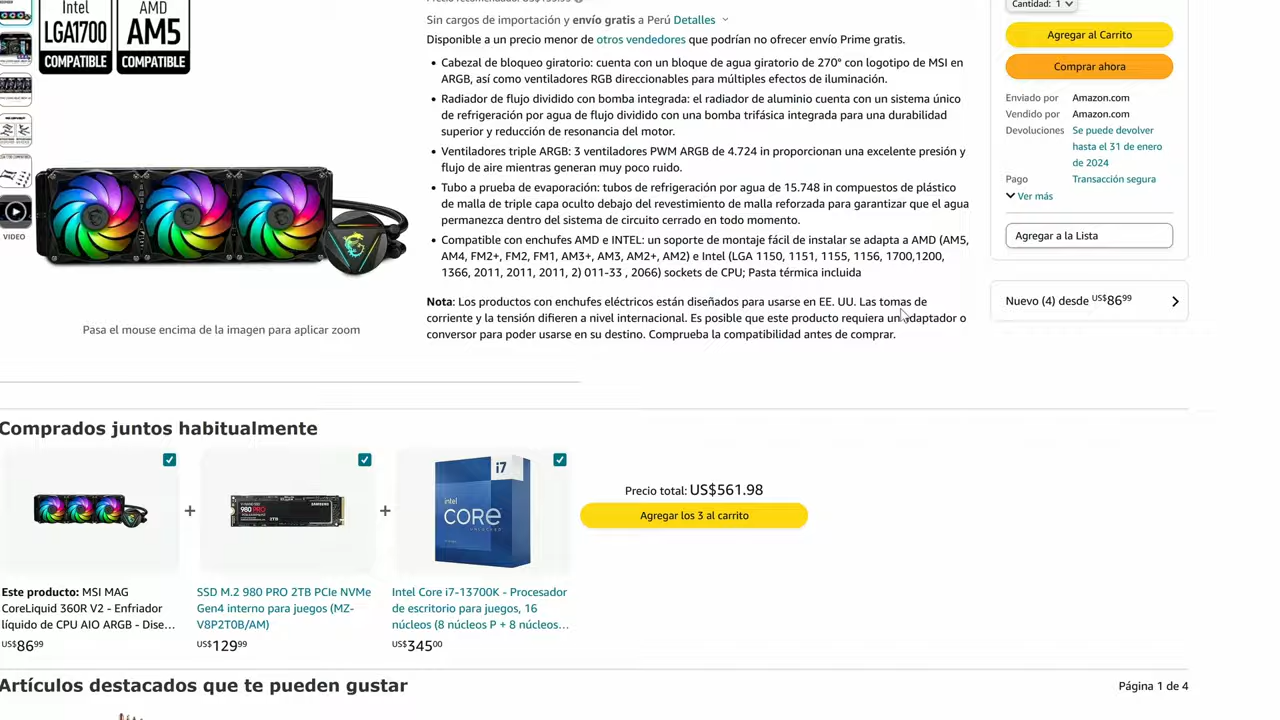 Intel
LGA1700
COMPATIBLE
AMD
AM5
COMPATIBLE
VIDEO
Pasa el mouse encima de la imagen para aplicar zoom
Sin cargos de importación y envío gratis a Perú Detalles
Disponible a un precio menor de otros vendedores que podrían no ofrecer envío Prime gratis.
• Cabezal de bloqueo giratorio: cuenta con un bloque de agua giratorio de 270° con logotipo de MSI en
ARGB, así como ventiladores RGB direccionables para múltiples efectos de iluminación.
• Radiador de flujo dividido con bomba integrada: el radiador de aluminio cuenta con un sistema único
de refrigeración por agua de flujo dividido con una bomba trifásica integrada para una durabilidad
superior y reducción de resonancia del motor.
• Ventiladores triple ARGB: 3 ventiladores PWM ARGB de 4.724 in proporcionan una excelente presión y
flujo de aire mientras generan muy poco ruido.
• Tubo a prueba de evaporación: tubos de refrigeración por agua de 15.748 in compuestos de plástico
de malla de triple capa oculto debajo del revestimiento de malla reforzada para garantizar que el agua
permanezca dentro del sistema de circuito cerrado en todo momento.
• Compatible con enchufes AMD e INTEL: un soporte de montaje fácil de instalar se adapta a AMD (AM5,
AM4, FM2+, FM2, FM1, AM3+, AM3, AM2+, AM2) e Intel (LGA 1150, 1151, 1155, 1156, 1700,1200,
1366, 2011, 2011, 2011, 2) 011-33 , 2066) sockets de CPU; Pasta térmica incluida
Nota: Los productos con enchufes eléctricos están diseñados para usarse en EE. UU. Las tomas de
corriente y la tensión difieren a nivel internacional. Es posible que este producto requiera un adaptador o
conversor para poder usarse en su destino. Comprueba la compatibilidad antes de comprar.
Cantidad: 1
Agregar al Carrito
Comprar ahora
Enviado por Amazon.com
Vendido por Amazon.com
Devoluciones Se puede devolver
hasta el 31 de enero
de 2024
Pago Transacción segura
Ver más
Agregar a la Lista
Nuevo (4) desde US$86⁹⁹
Comprados juntos habitualmente
i7
intel
CORE
SAMSUNG
980 PRO
Precio total: US$561.98
Agregar los 3 al carrito
Este producto: MSI MAG
CoreLiquid 360R V2 - Enfriador
líquido de CPU AIO ARGB - Dise…
US$86⁹⁹
SSD M.2 980 PRO 2TB PCIe NVMe
Gen4 interno para juegos (MZ-
V8P2T0B/AM)
US$129⁹⁹
Intel Core i7-13700K - Procesador
de escritorio para juegos, 16
núcleos (8 núcleos P + 8 núcleos…
US$345⁰⁰
Artículos destacados que te pueden gustar
Página 1 de 4